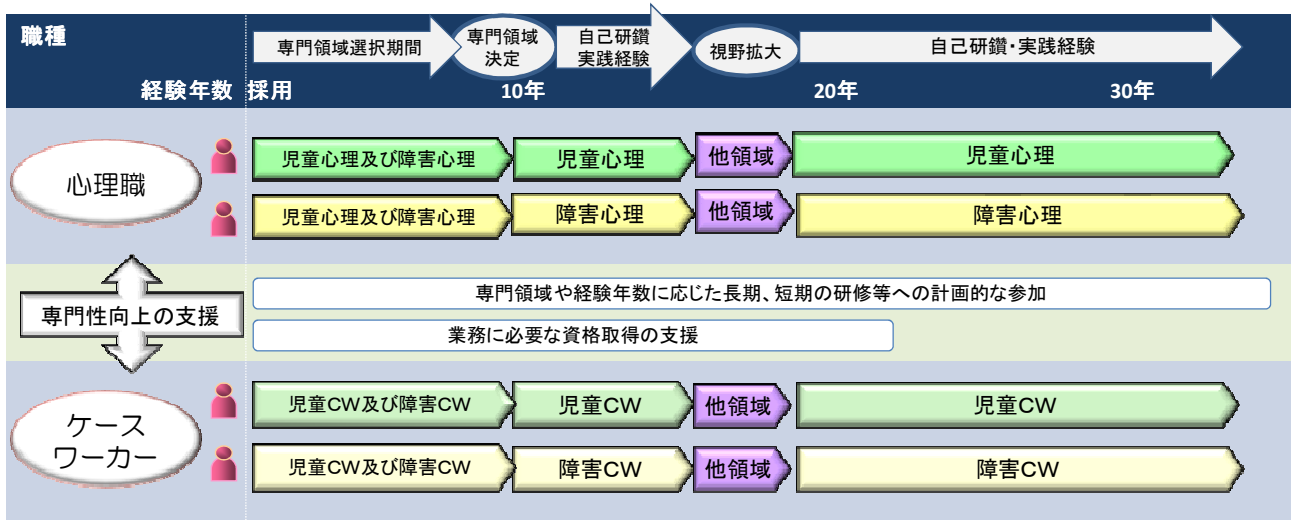 職種
専門領域選択期間
専門領域
決定
自己研鑽
実践経験
視野拡大
自己研鑽・実践経験
経験年数 採用 10年 20年 30年
心理職
児童心理及び障害心理 児童心理 他領域 児童心理
児童心理及び障害心理 障害心理 他領域 障害心理
専門性向上の支援
専門領域や経験年数に応じた長期、短期の研修等への計画的な参加
業務に必要な資格取得の支援
ケース
ワーカー
児童CW及び障害CW 児童CW 他領域 児童CW
児童CW及び障害CW 障害CW 他領域 障害CW